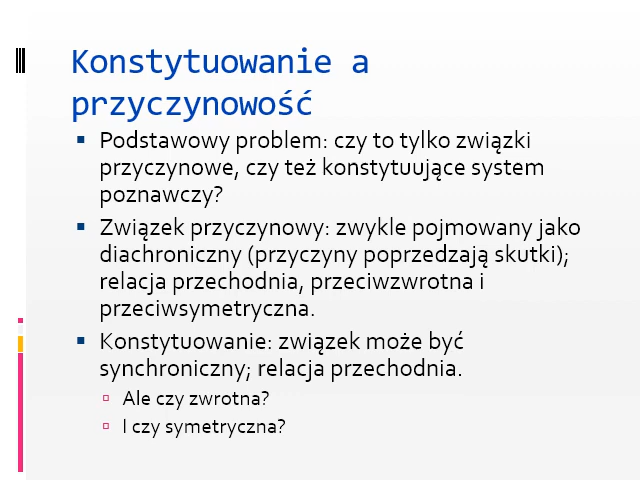 Konstytuowanie a
przyczynowość
Podstawowy problem: czy to tylko związki
przyczynowe, czy też konstytuujące system
poznawczy?
Związek przyczynowy: zwykle pojmowany jako
diachroniczny (przyczyny poprzedzają skutki);
relacja przechodnia, przeciwzwrotna i
przeciwsymetryczna.
Konstytuowanie: związek może być
synchroniczny; relacja przechodnia.
Ale czy zwrotna?
I czy symetryczna?